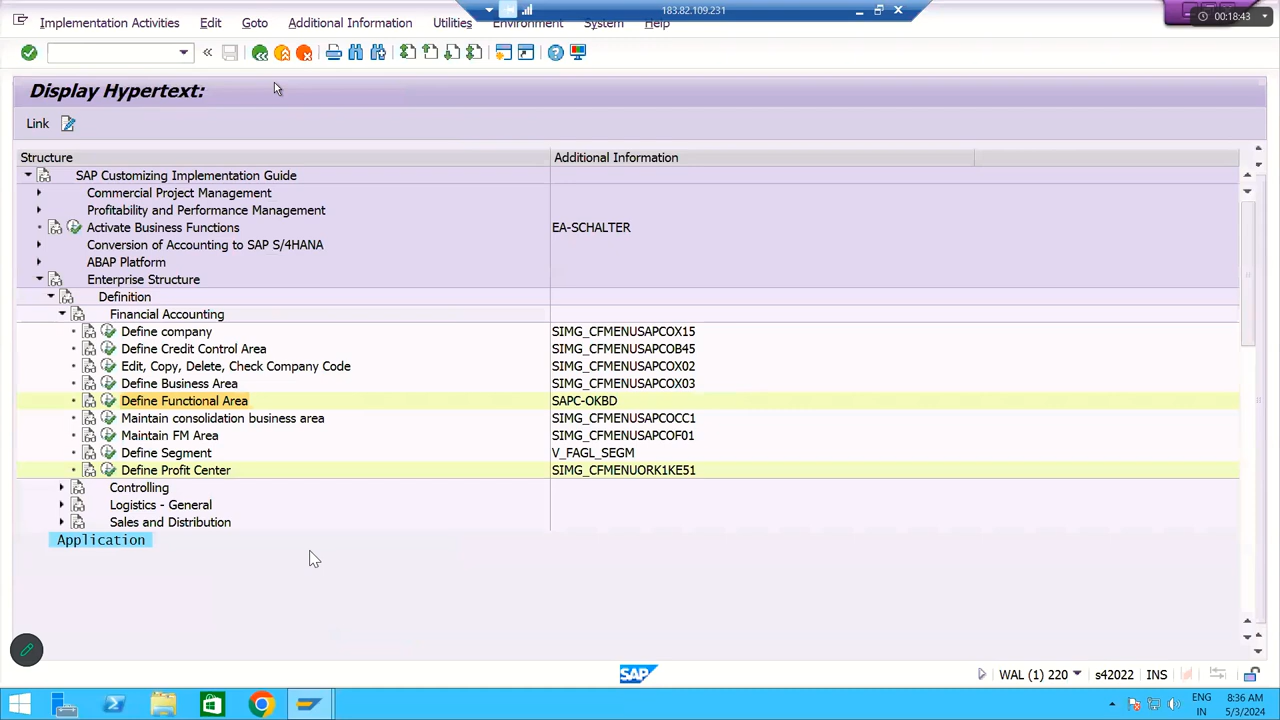 183.82.109.231
00:18:43
Implementation Activities Edit Goto Additional Information Utilities Environment System Help
Display Hypertext:
Link
Structure Additional Information
SAP Customizing Implementation Guide
Commercial Project Management
Profitability and Performance Management
Activate Business Functions EA-SCHALTER
Conversion of Accounting to SAP S/4HANA
ABAP Platform
Enterprise Structure
Definition
Financial Accounting
Define company SIMG_CFMENUSAPCOX15
Define Credit Control Area SIMG_CFMENUSAPCOB45
Edit, Copy, Delete, Check Company Code SIMG_CFMENUSAPCOX02
Define Business Area SIMG_CFMENUSAPCOX03
Define Functional Area SAPC-OKBD
Maintain consolidation business area SIMG_CFMENUSAPCOCC1
Maintain FM Area SIMG_CFMENUSAPCOF01
Define Segment V_FAGL_SEGM
Define Profit Center SIMG_CFMENUORK1KE51
Controlling
Logistics - General
Sales and Distribution
Application
SAP WAL (1) 220 s42022 INS
ENG 8:36 AM
IN 5/3/2024